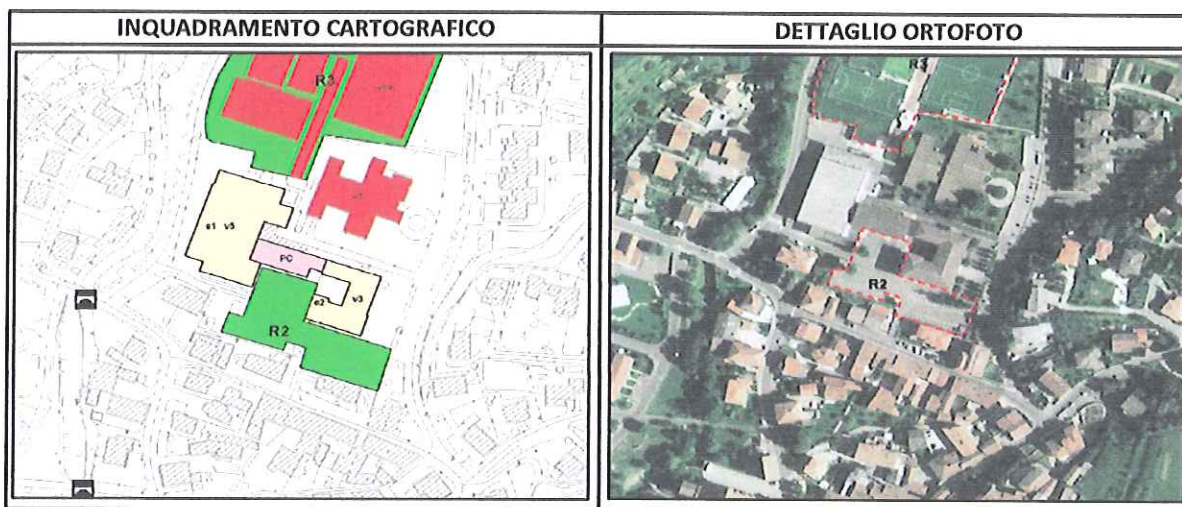 INQUADRAMENTO CARTOGRAFICO
DETTAGLIO ORTOFOTO
R3
e1 v5
PC
e2
v3
R2
R3
R2